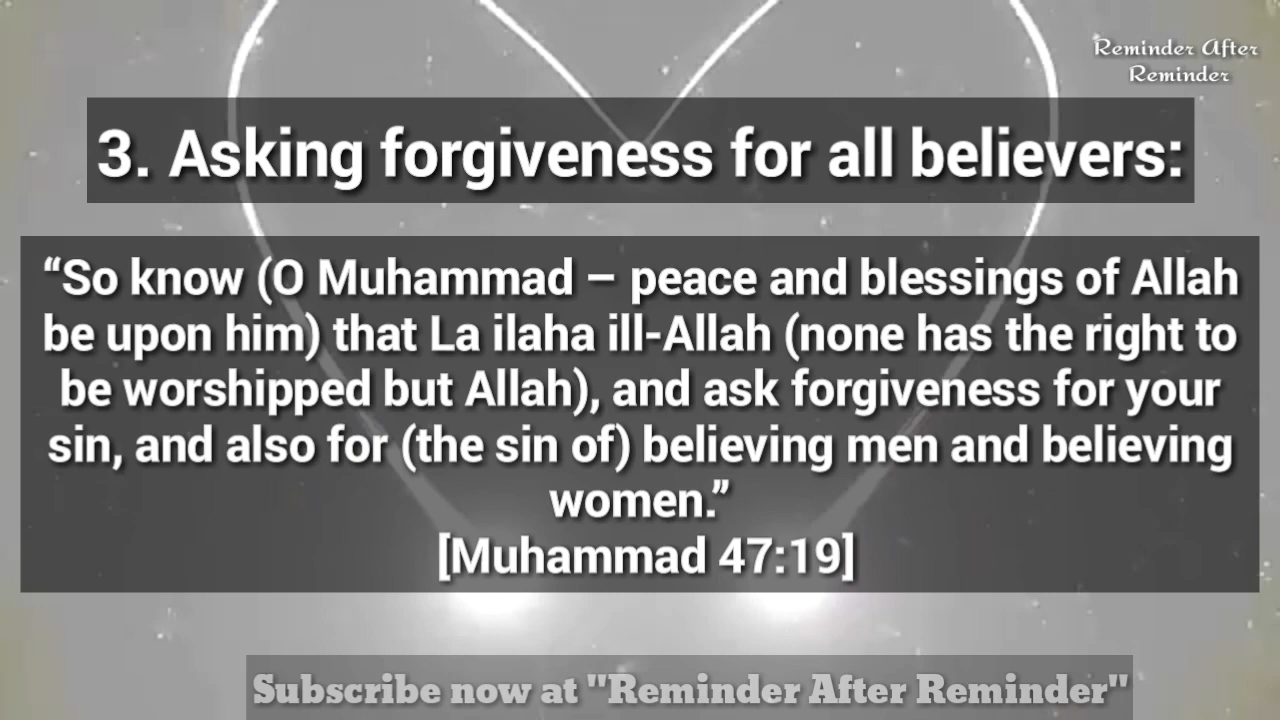 Reminder After
Reminder
3. Asking forgiveness for all believers:
“So know (O Muhammad – peace and blessings of Allah
be upon him) that La ilaha ill-Allah (none has the right to
be worshipped but Allah), and ask forgiveness for your
sin, and also for (the sin of) believing men and believing
women.”
[Muhammad 47:19]
Subscribe now at "Reminder After Reminder"